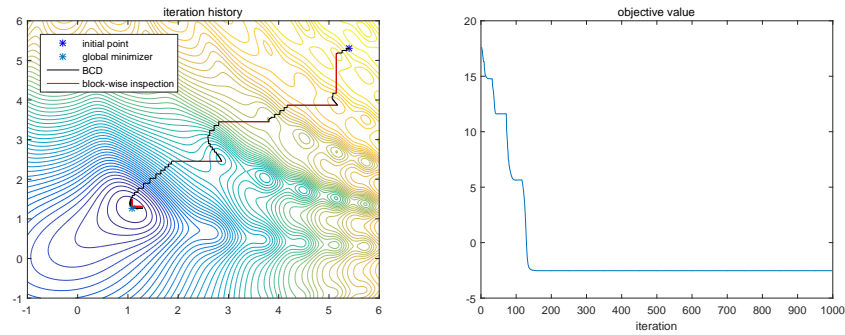 iteration history
initial point
global minimizer
BCD
block-wise inspection
6
5
4
3
2
1
0
-1
-1 0 1 2 3 4 5 6
objective value
20
15
10
5
0
-5
0 100 200 300 400 500 600 700 800 900 1000
iteration